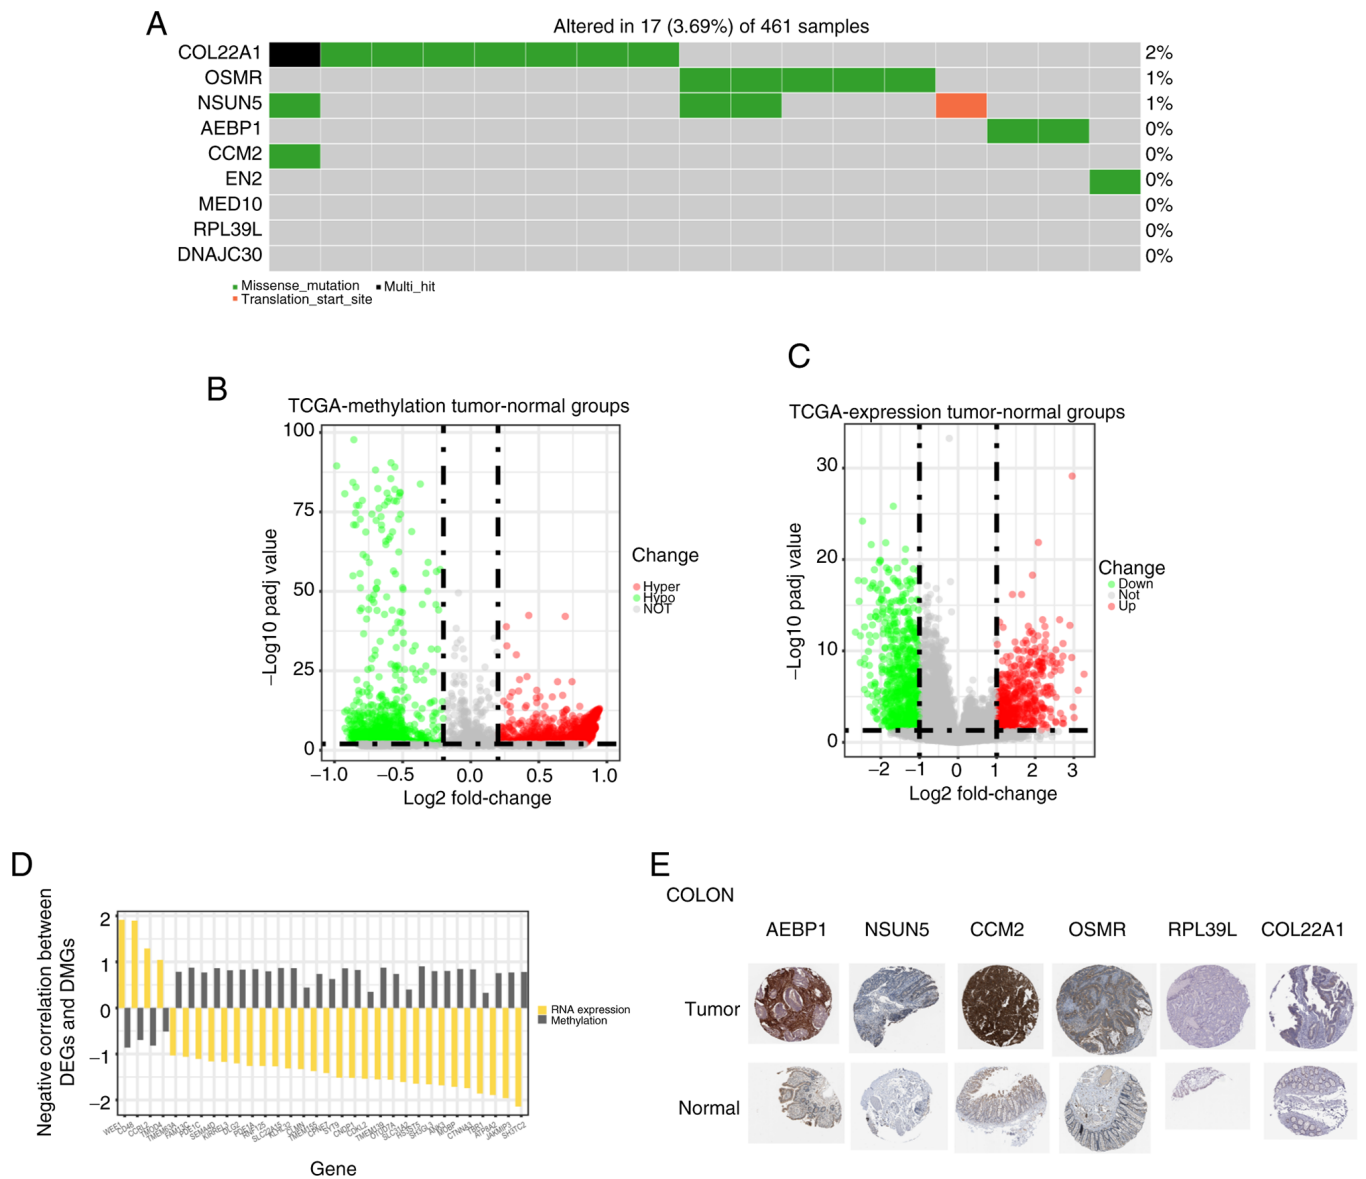 A
Altered in 17 (3.69%) of 461 samples
COL22A1 2%
OSMR 1%
NSUN5 1%
AEBP1 0%
CCM2 0%
EN2 0%
MED10 0%
RPL39L 0%
DNAJC30 0%
Missense_mutation Multi_hit
Translation_start_site
B
TCGA-methylation tumor-normal groups
−Log10 padj value
100
75
50
25
0
−1.0 −0.5 0.0 0.5 1.0
Log2 fold-change
Change
Hyper
Hypo
NOT
C
TCGA-expression tumor-normal groups
−Log10 padj value
30
20
10
0
−2 −1 0 1 2 3
Log2 fold-change
Change
Down
Not
Up
D
Negative correlation between
DEGs and DMGs
2
1
0
−1
−2
RNA expression
Methylation
Gene
E
COLON
AEBP1 NSUN5 CCM2 OSMR RPL39L COL22A1
Tumor
Normal